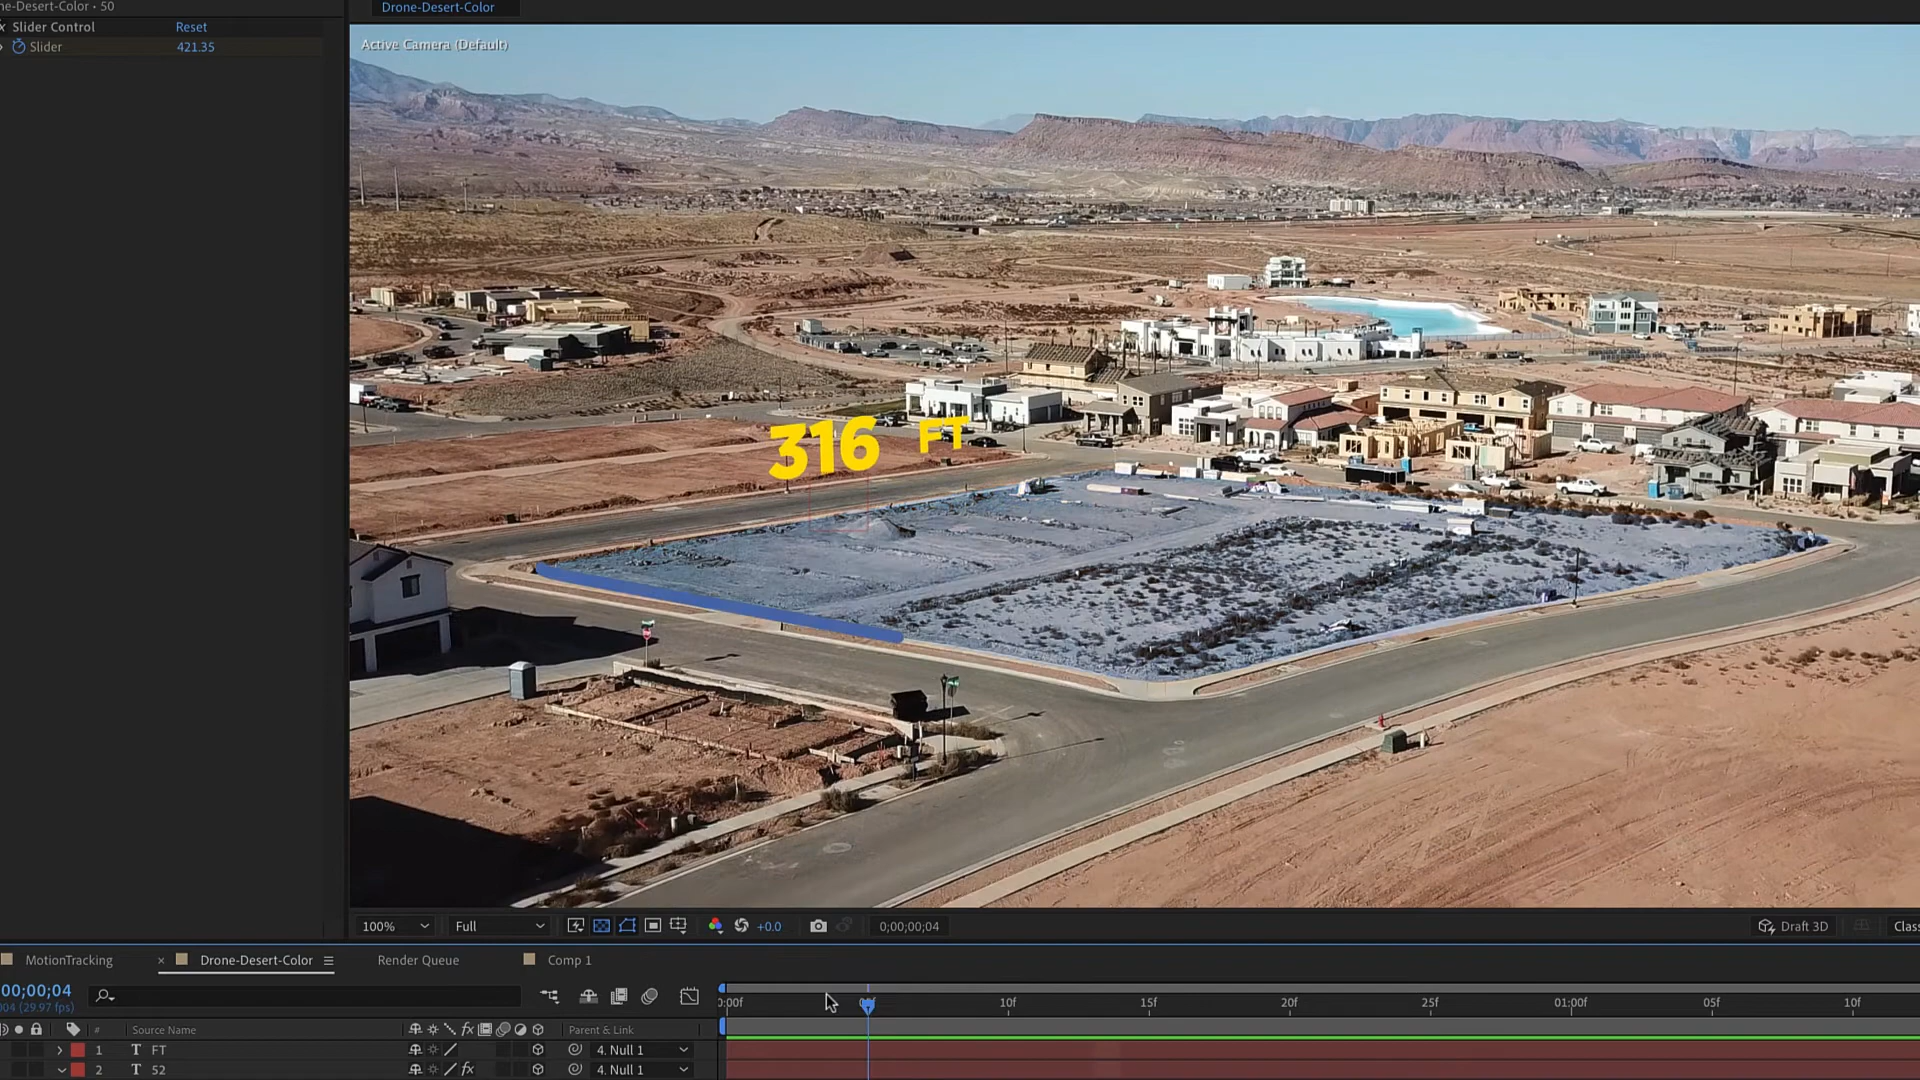 ne-Desert-Color • 50
Drone-Desert-Color
Slider Control
Reset
Slider
421.35
Active Camera (Default)
316 FT
100%
Full
+0.0
0;00;00;04
Draft 3D
Class
MotionTracking
Drone-Desert-Color
Render Queue
Comp 1
00;00;04
004 (29.97 fps)
:00f
10f
15f
20f
25f
01:00f
05f
10f
#
Source Name
fx
Parent & Link
1
T
FT
4. Null 1
2
T
52
fx
4. Null 1